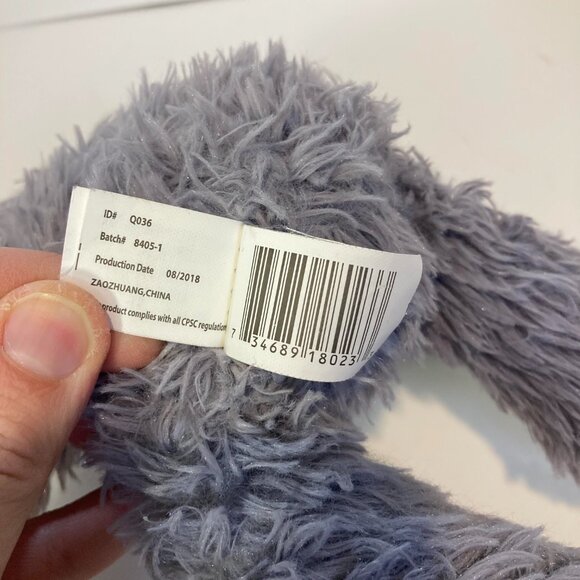 ID# Q036
Batch# 8405-1
Production Date 08/2018
ZAOZHUANG,CHINA
product complies with all CPSC regulation
7 34689 18023